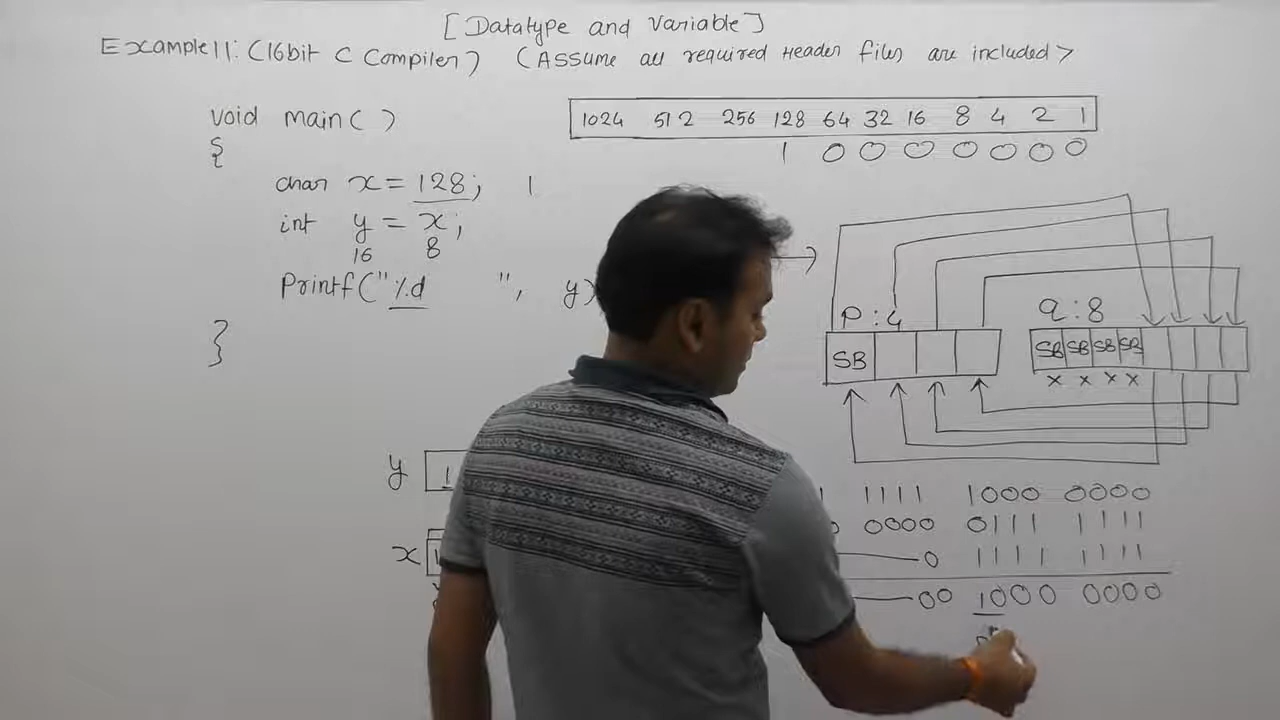 [Datatype and Variable]
Example11: (16bit C Compiler) (Assume all required Header files are included>
void main( )
{
char x = 128; 1
int y = x;
16 8
Printf("%d ", y)
}
1024 512 256 128 64 32 16 8 4 2 1
1 0 0 0 0 0 0 0
P : 4
q : 8
SB
SB SB SB SB
x x x x
y 1
x
1111 1000 0000
0000 0111 1111
0 1111 1111
00 1000 0000